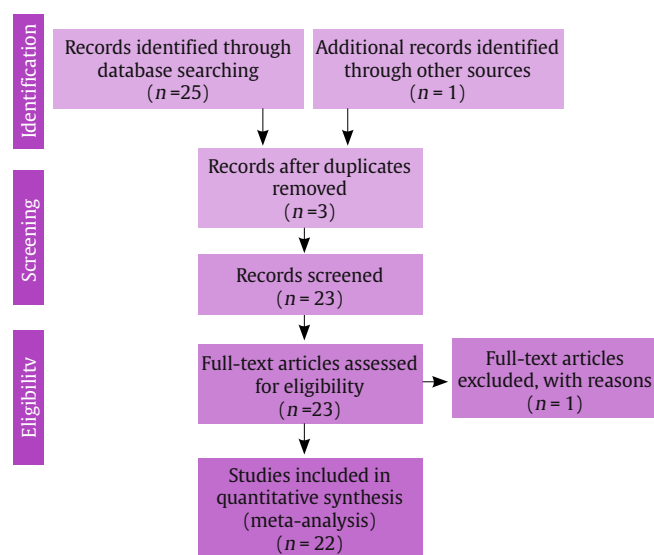 Identification
Records identified through
database searching
(n =25)
Additional records identified
through other sources
(n = 1)
Screening
Records after duplicates
removed
(n =3)
Records screened
(n = 23)
Eligibility
Full-text articles assessed
for eligibility
(n =23)
Full-text articles
excluded, with reasons
(n = 1)
Studies included in
quantitative synthesis
(meta-analysis)
(n = 22)